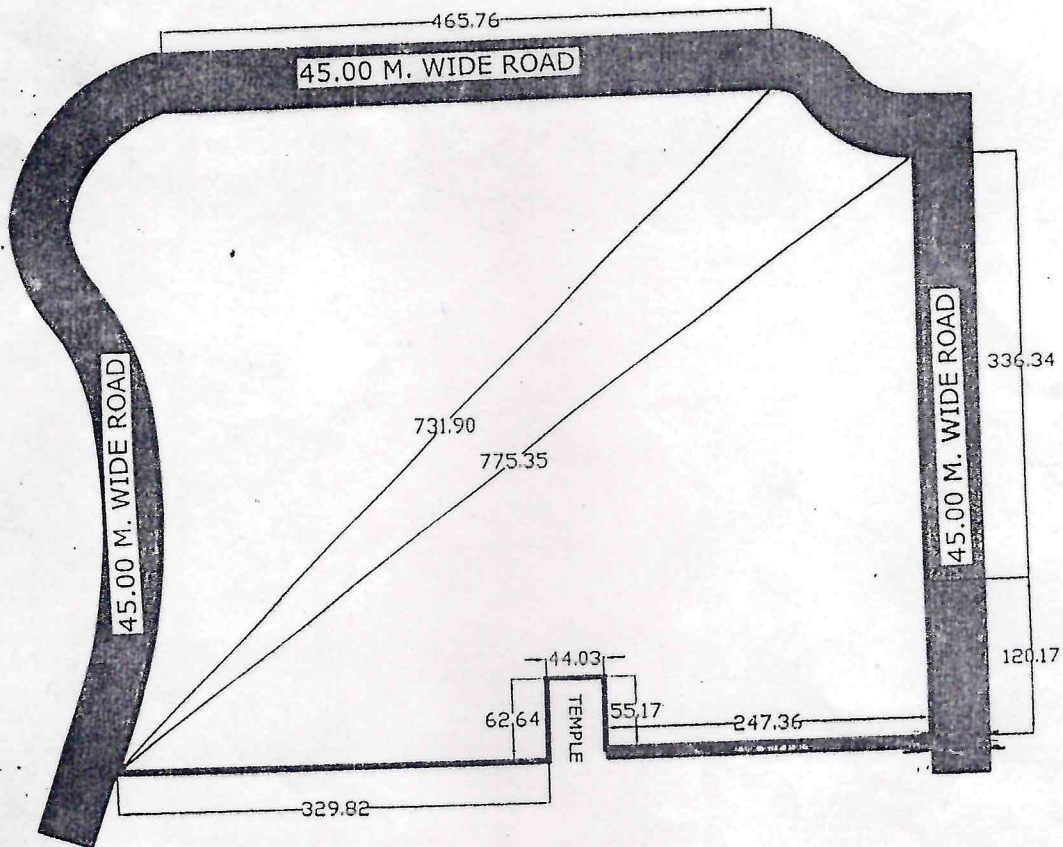 465.76
45.00 M. WIDE ROAD
45.00 M. WIDE ROAD
45.00 M. WIDE ROAD
336.34
731.90
775.35
120.17
44.03
62.64
TEMPLE
55.17
247.36
329.82